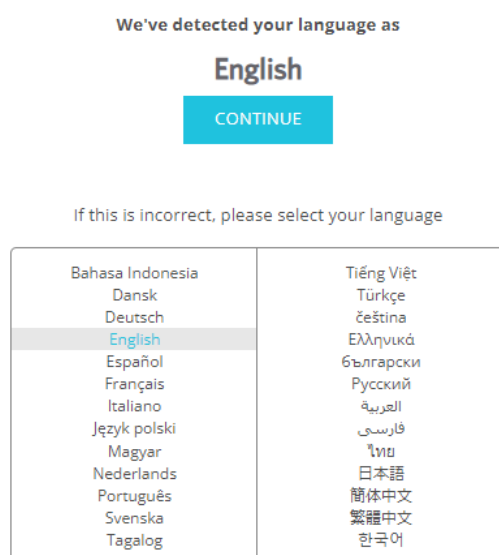 We've detected your language as
English
CONTINUE
If this is incorrect, please select your language
Bahasa Indonesia
Dansk
Deutsch
English
Español
Français
Italiano
Język polski
Magyar
Nederlands
Português
Svenska
Tagalog
Tiếng Việt
Türkçe
čeština
Ελληνικά
български
Русский
العربية
فارسی
ไทย
日本語
簡体中文
繁體中文
한국어